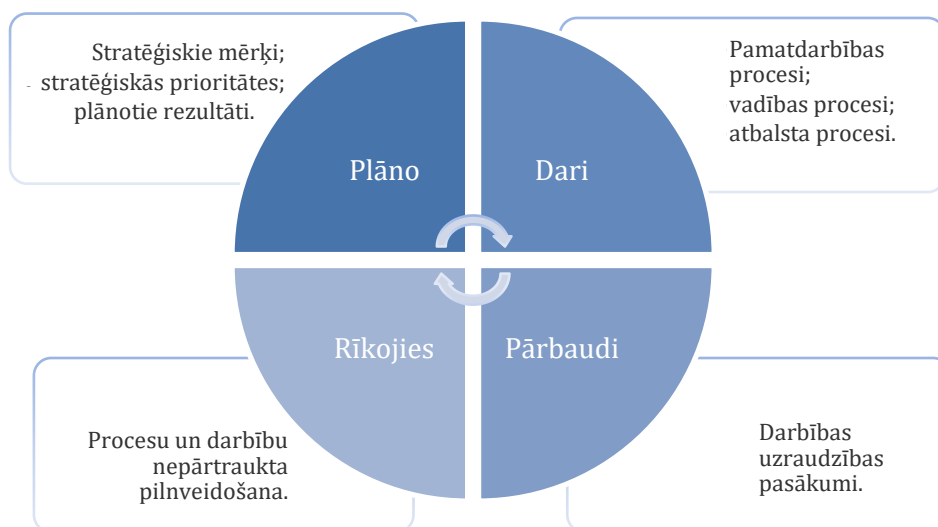 Stratēģiskie mērķi;
stratēģiskās prioritātes;
plānotie rezultāti.
Pamatdarbības
procesi;
vadības procesi;
atbalsta procesi.
Plāno
Dari
Rīkojies
Pārbaudi
Procesu un darbību
nepārtraukta
pilnveidošana.
Darbības
uzraudzības
pasākumi.